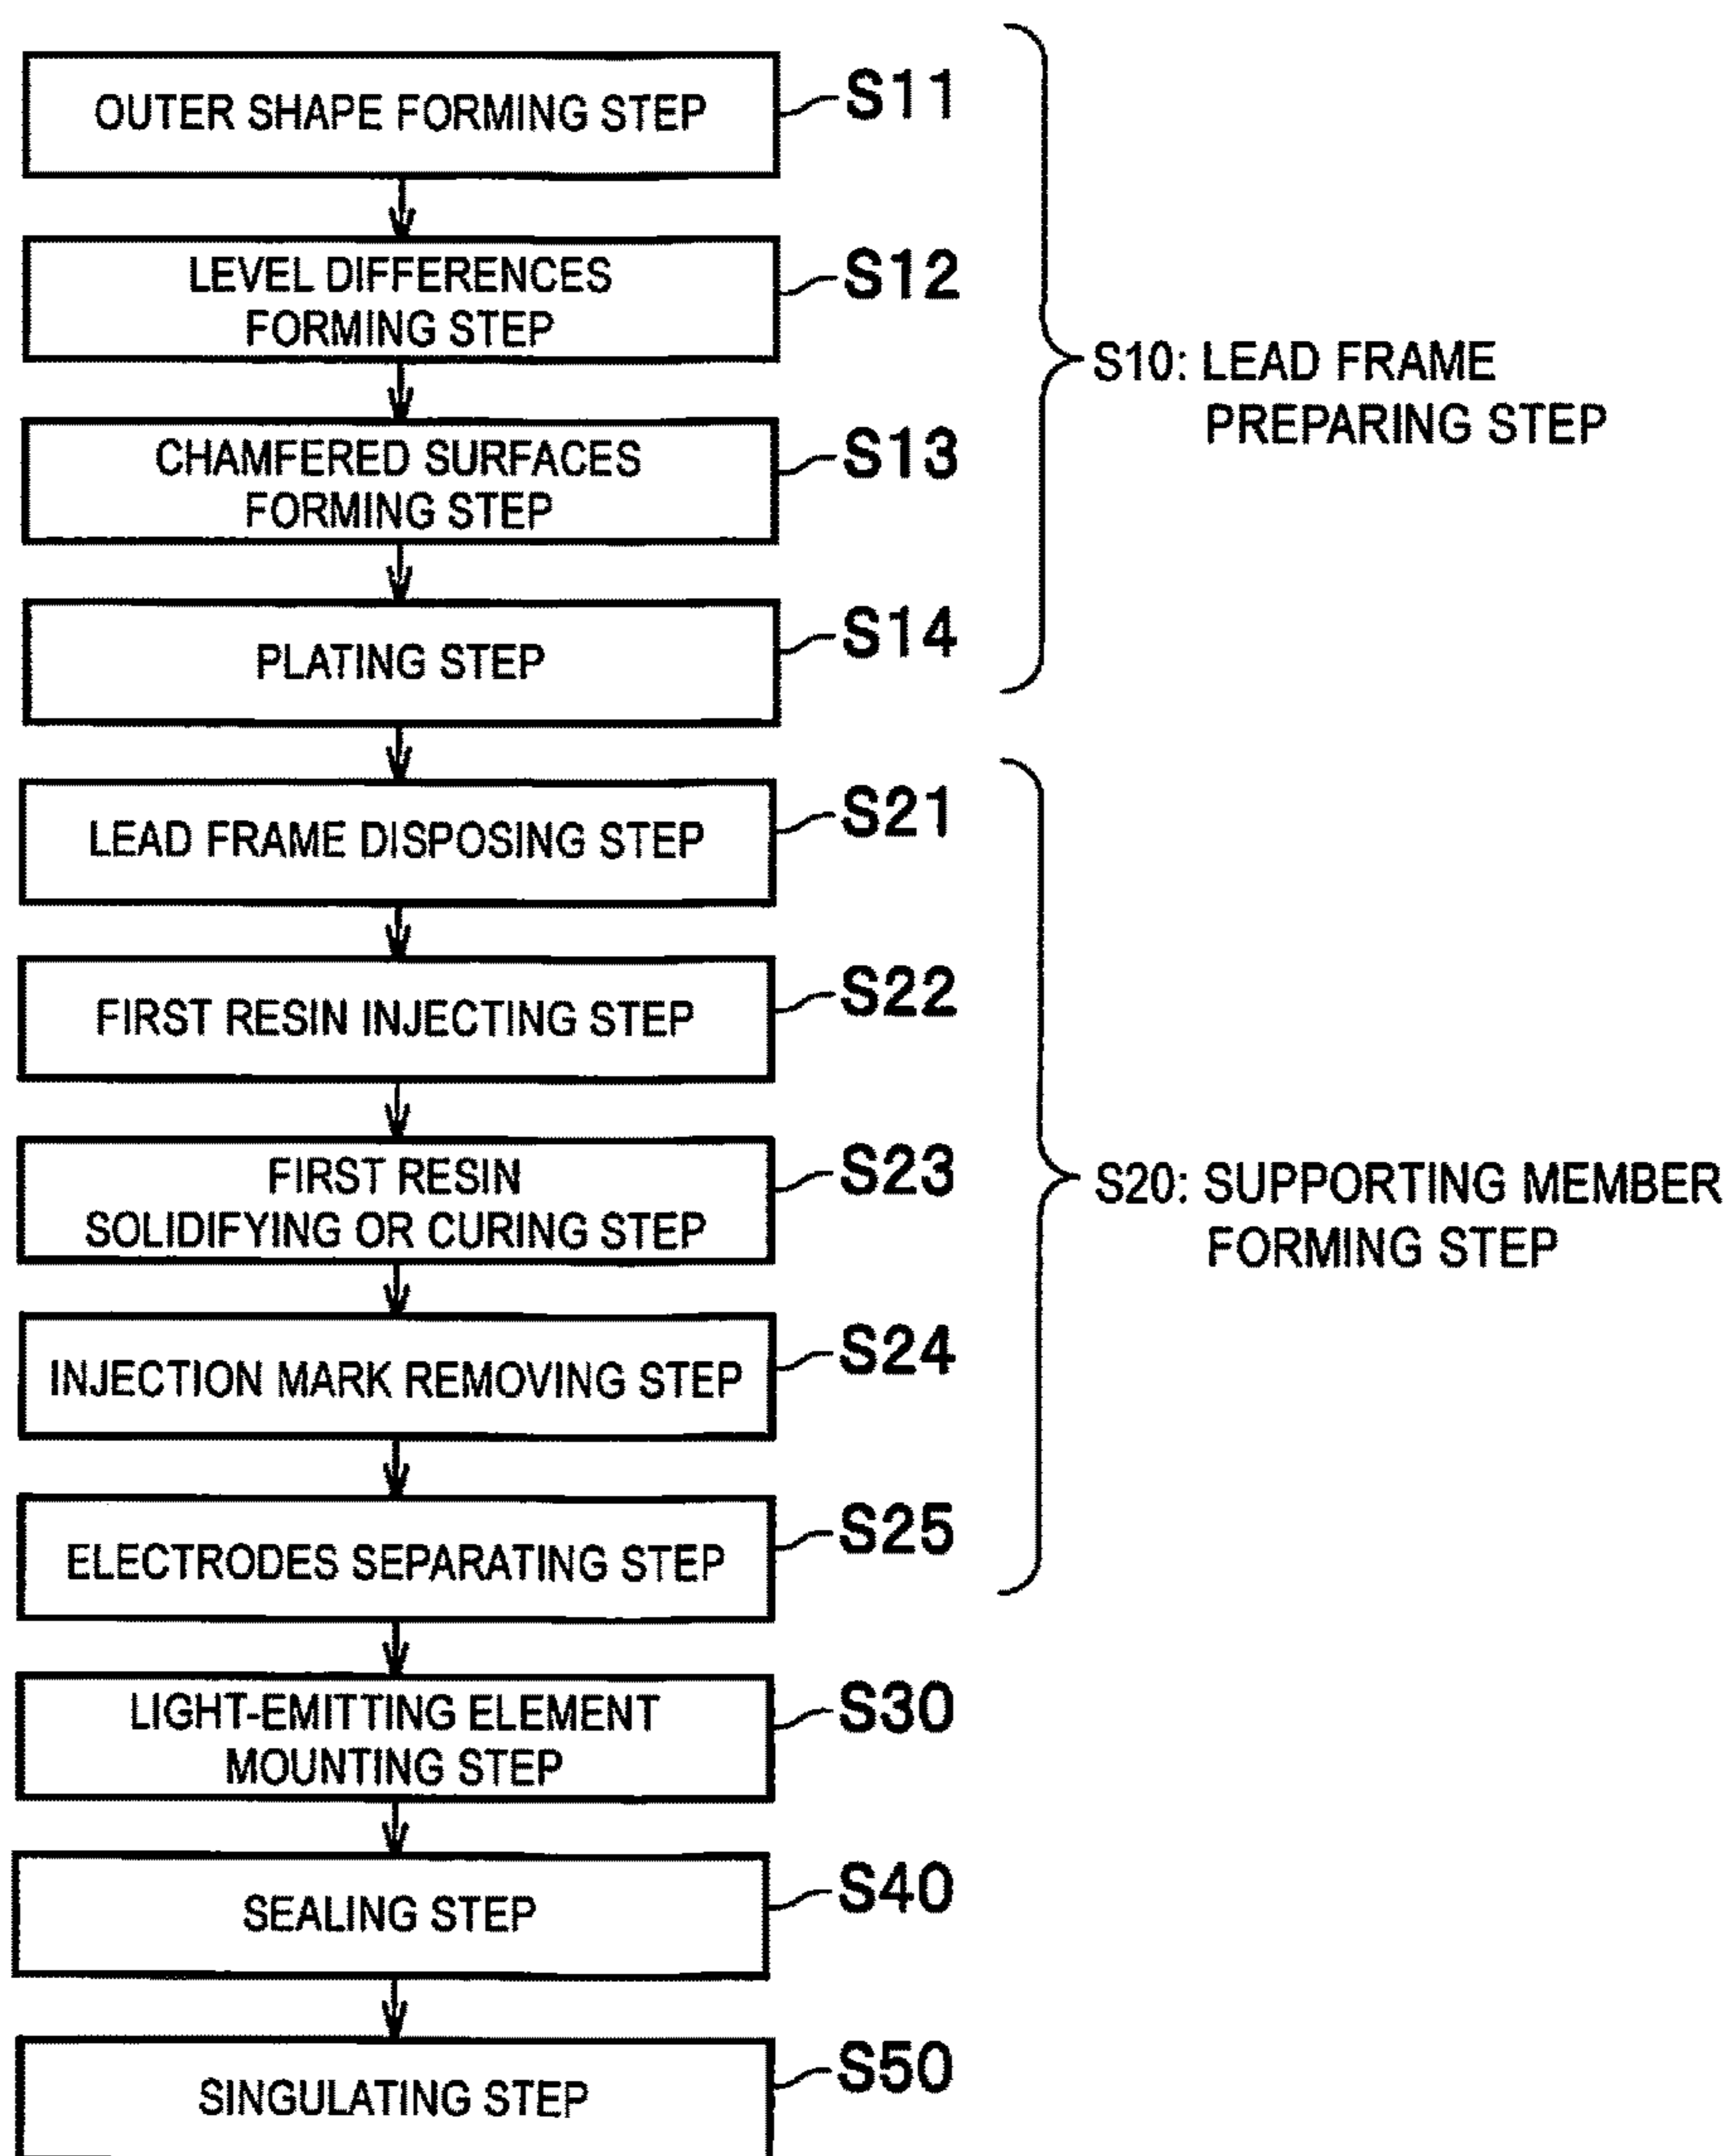 OUTER SHAPE FORMING STEP
S11
LEVEL DIFFERENCES
FORMING STEP
S12
CHAMFERED SURFACES
FORMING STEP
S13
PLATING STEP
S14
S10: LEAD FRAME
PREPARING STEP
LEAD FRAME DISPOSING STEP
S21
FIRST RESIN INJECTING STEP
S22
FIRST RESIN
SOLIDIFYING OR CURING STEP
S23
INJECTION MARK REMOVING STEP
S24
ELECTRODES SEPARATING STEP
S25
S20: SUPPORTING MEMBER
FORMING STEP
LIGHT-EMITTING ELEMENT
MOUNTING STEP
S30
SEALING STEP
S40
SINGULATING STEP
S50